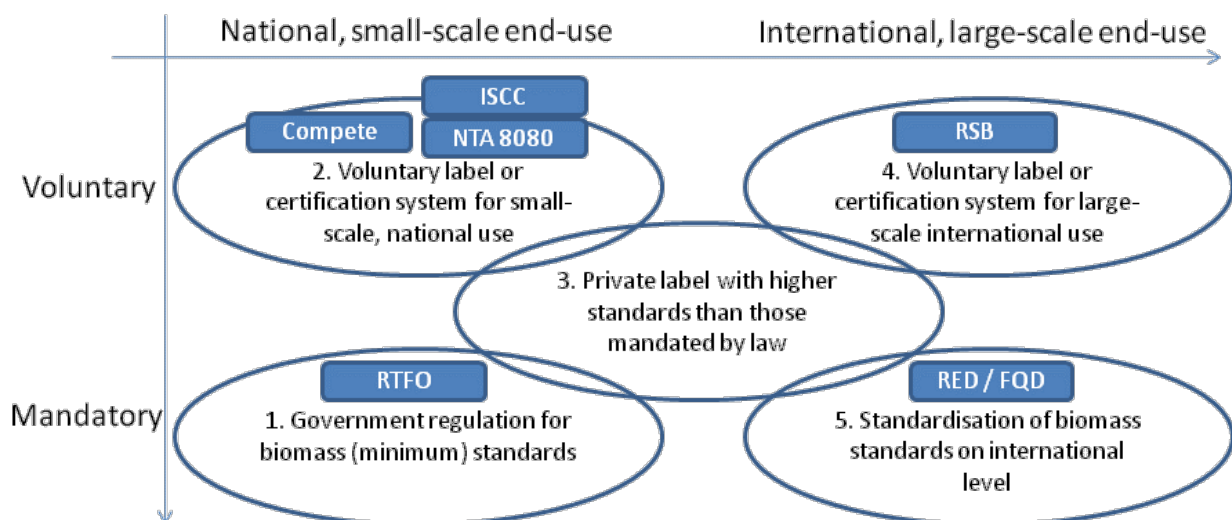 National, small-scale end-use
International, large-scale end-use
Voluntary
Mandatory
ISCC
Compete
NTA 8080
2. Voluntary label or
certification system for small-
scale, national use
RSB
4. Voluntary label or
certification system for large-
scale international use
3. Private label with higher
standards than those
mandated by law
RTFO
1. Government regulation for
biomass (minimum) standards
RED / FQD
5. Standardisation of biomass
standards on international
level